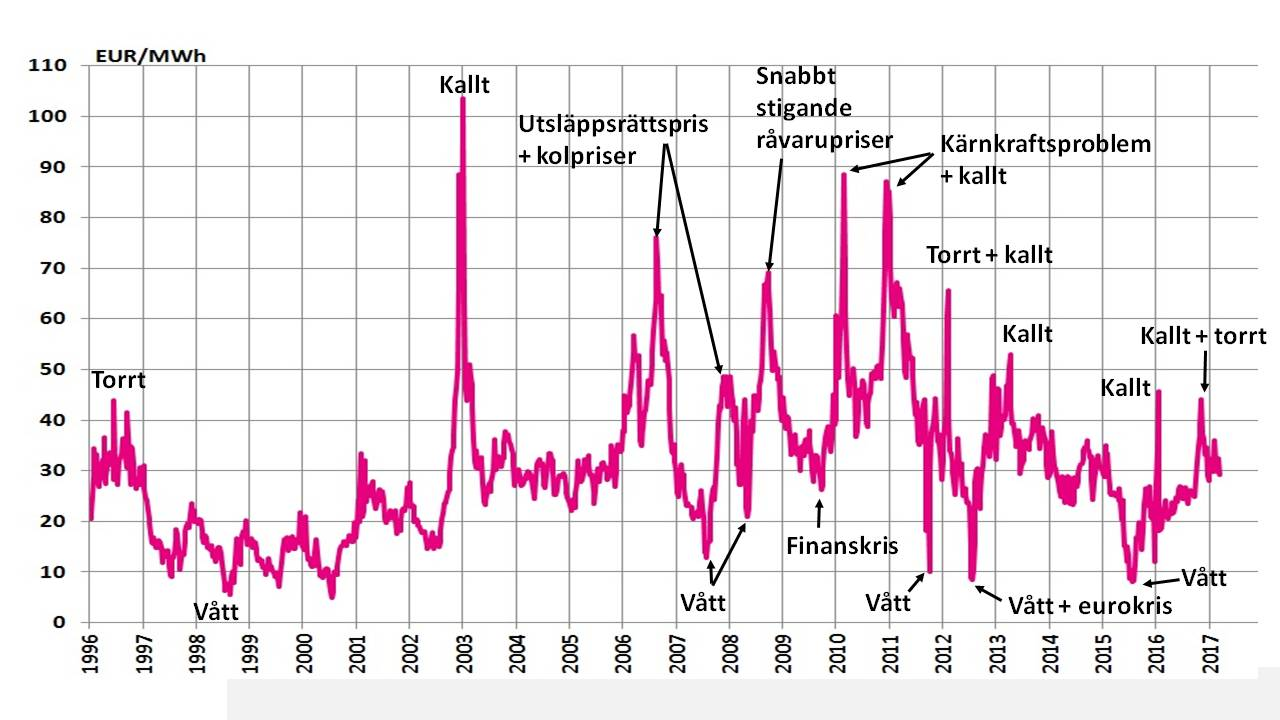 EUR/MWh
110
100
90
80
70
60
50
40
30
20
10
0
1996
1997
1998
1999
2000
2001
2002
2003
2004
2005
2006
2007
2008
2009
2010
2011
2012
2013
2014
2015
2016
2017
Torrt
Vått
Kallt
Utsläppsrättspris
+ kolpriser
Vått
Snabbt
stigande
råvarupriser
Finanskris
Kärnkraftsproblem
+ kallt
Vått
Torrt + kallt
Vått + eurokris
Kallt
Kallt
Vått
Kallt + torrt